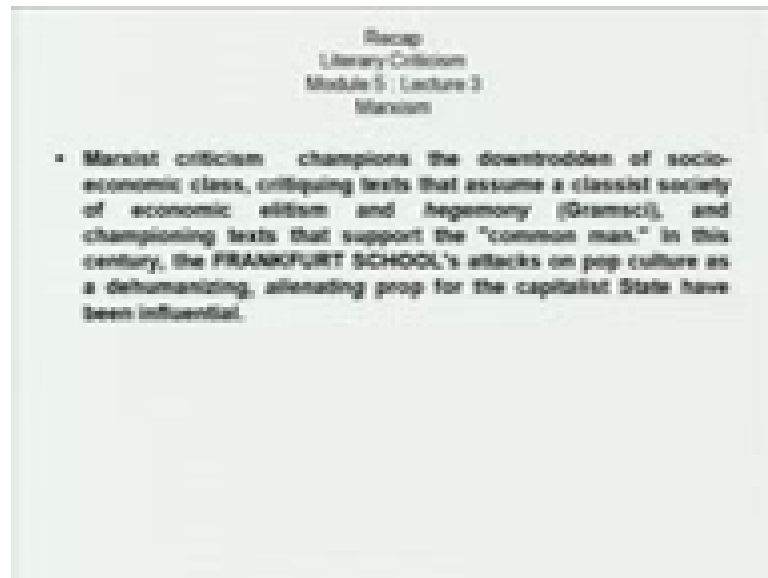 Recap
Literary Criticism
Module 5 : Lecture 3
Marxism
• Marxist criticism champions the downtrodden of socio-
economic class, critiquing texts that assume a classist society
of economic elitism and hegemony (Gramsci), and
championing texts that support the "common man." In this
century, the FRANKFURT SCHOOL's attacks on pop culture as
a dehumanizing, alienating prop for the capitalist State have
been influential.